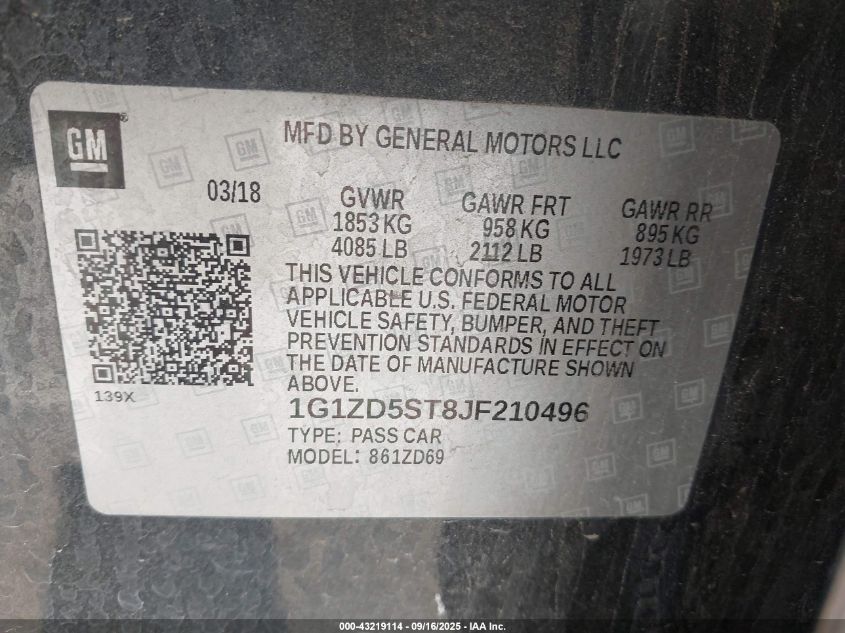 GM
MFD BY GENERAL MOTORS LLC
03/18
GVWR GAWR FRT GAWR RR
1853 KG 958 KG 895 KG
4085 LB 2112 LB 1973 LB
THIS VEHICLE CONFORMS TO ALL
APPLICABLE U.S. FEDERAL MOTOR
VEHICLE SAFETY, BUMPER, AND THEFT
PREVENTION STANDARDS IN EFFECT ON
THE DATE OF MANUFACTURE SHOWN
ABOVE.
139X
1G1ZD5ST8JF210496
TYPE: PASS CAR
MODEL: 861ZD69
000-43219114 - 09/16/2025 - IAA Inc.